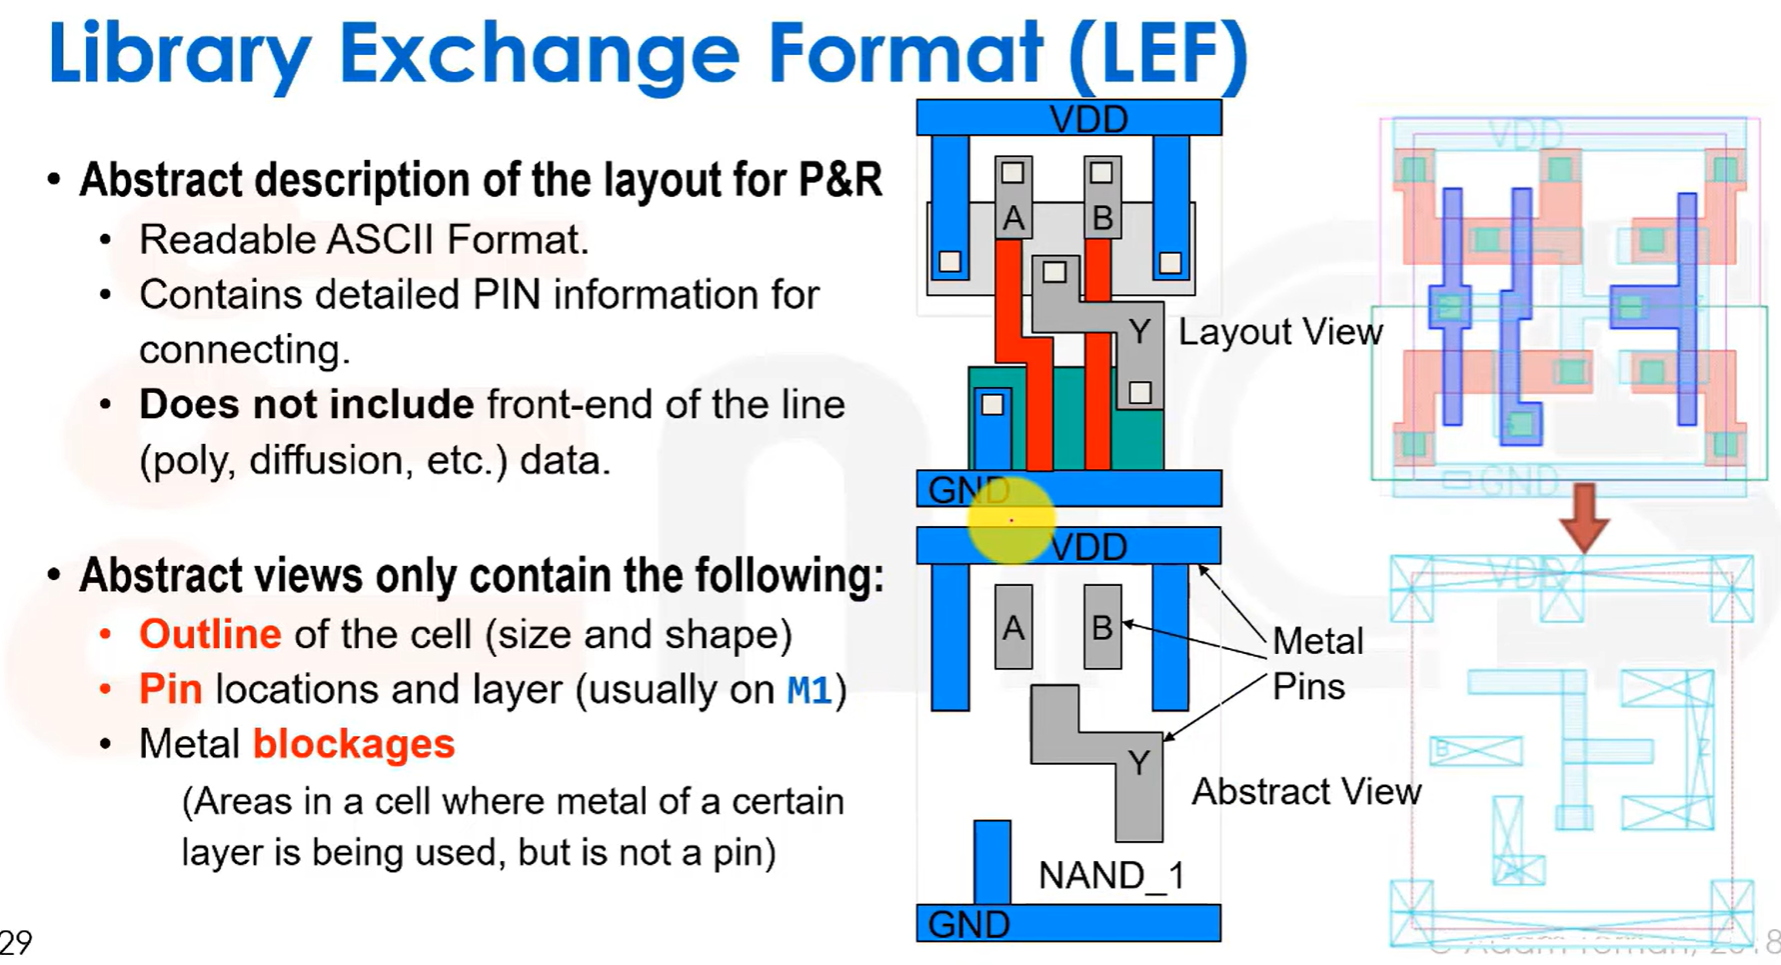 Library Exchange Format (LEF)
• Abstract description of the layout for P&R
• Readable ASCII Format.
• Contains detailed PIN information for
connecting.
• Does not include front-end of the line
(poly, diffusion, etc.) data.
• Abstract views only contain the following:
• Outline of the cell (size and shape)
• Pin locations and layer (usually on M1)
• Metal blockages
(Areas in a cell where metal of a certain
layer is being used, but is not a pin)
29
VDD
A
B
Y
Layout View
GND
VDD
A
B
Metal
Pins
Y
Abstract View
NAND_1
GND
VDD
GND
VDD
B
Z